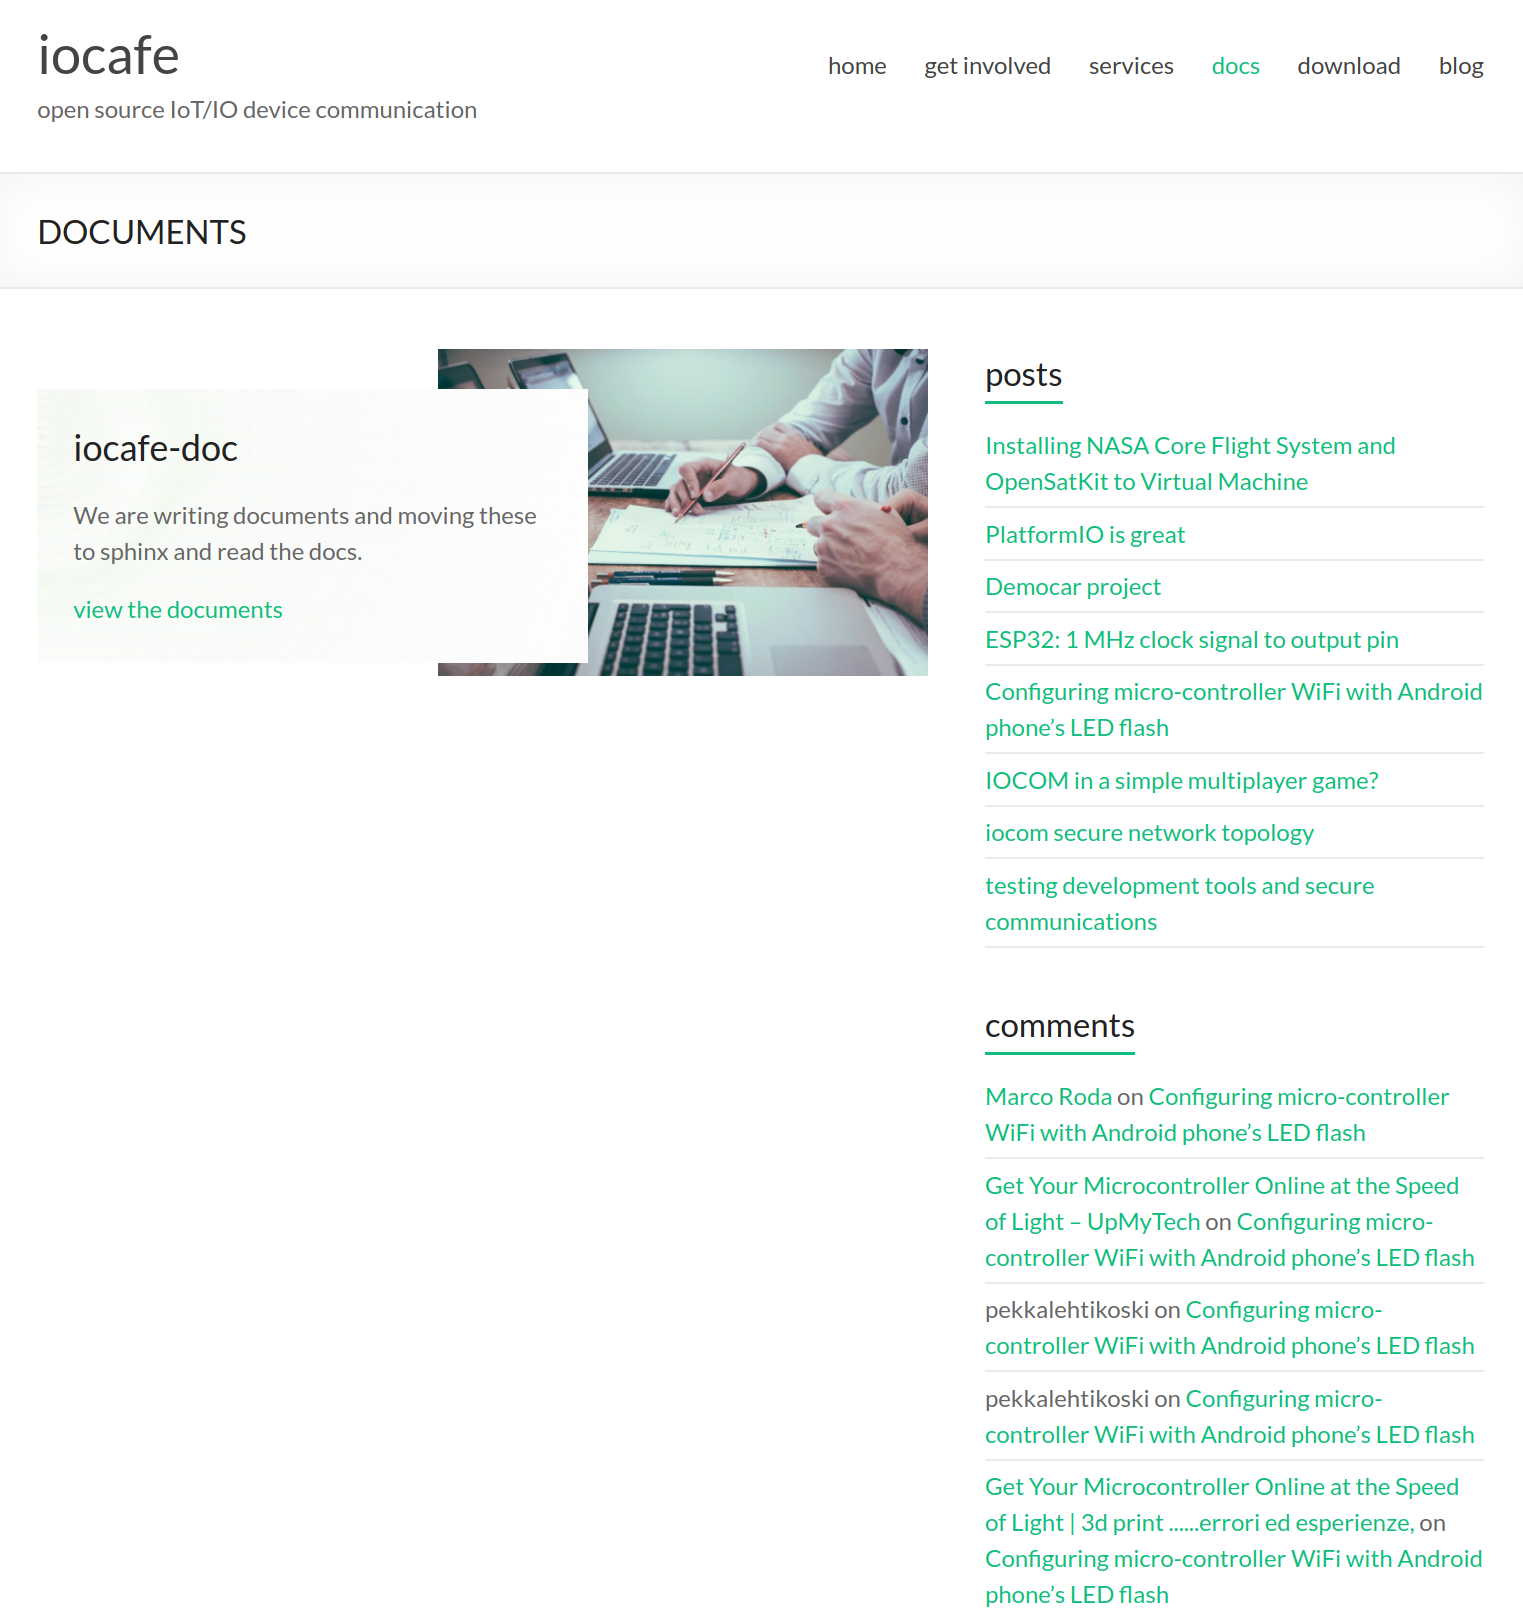 iocafe
open source IoT/IO device communication
home get involved services docs download blog
DOCUMENTS
iocafe-doc
We are writing documents and moving these
to sphinx and read the docs.
view the documents
posts
Installing NASA Core Flight System and
OpenSatKit to Virtual Machine
PlatformIO is great
Democar project
ESP32: 1 MHz clock signal to output pin
Configuring micro-controller WiFi with Android
phone’s LED flash
IOCOM in a simple multiplayer game?
iocom secure network topology
testing development tools and secure
communications
comments
Marco Roda on Configuring micro-controller
WiFi with Android phone’s LED flash
Get Your Microcontroller Online at the Speed
of Light – UpMyTech on Configuring micro-
controller WiFi with Android phone’s LED flash
pekkalehtikoski on Configuring micro-
controller WiFi with Android phone’s LED flash
pekkalehtikoski on Configuring micro-
controller WiFi with Android phone’s LED flash
Get Your Microcontroller Online at the Speed
of Light | 3d print ......errori ed esperienze, on
Configuring micro-controller WiFi with Android
phone’s LED flash